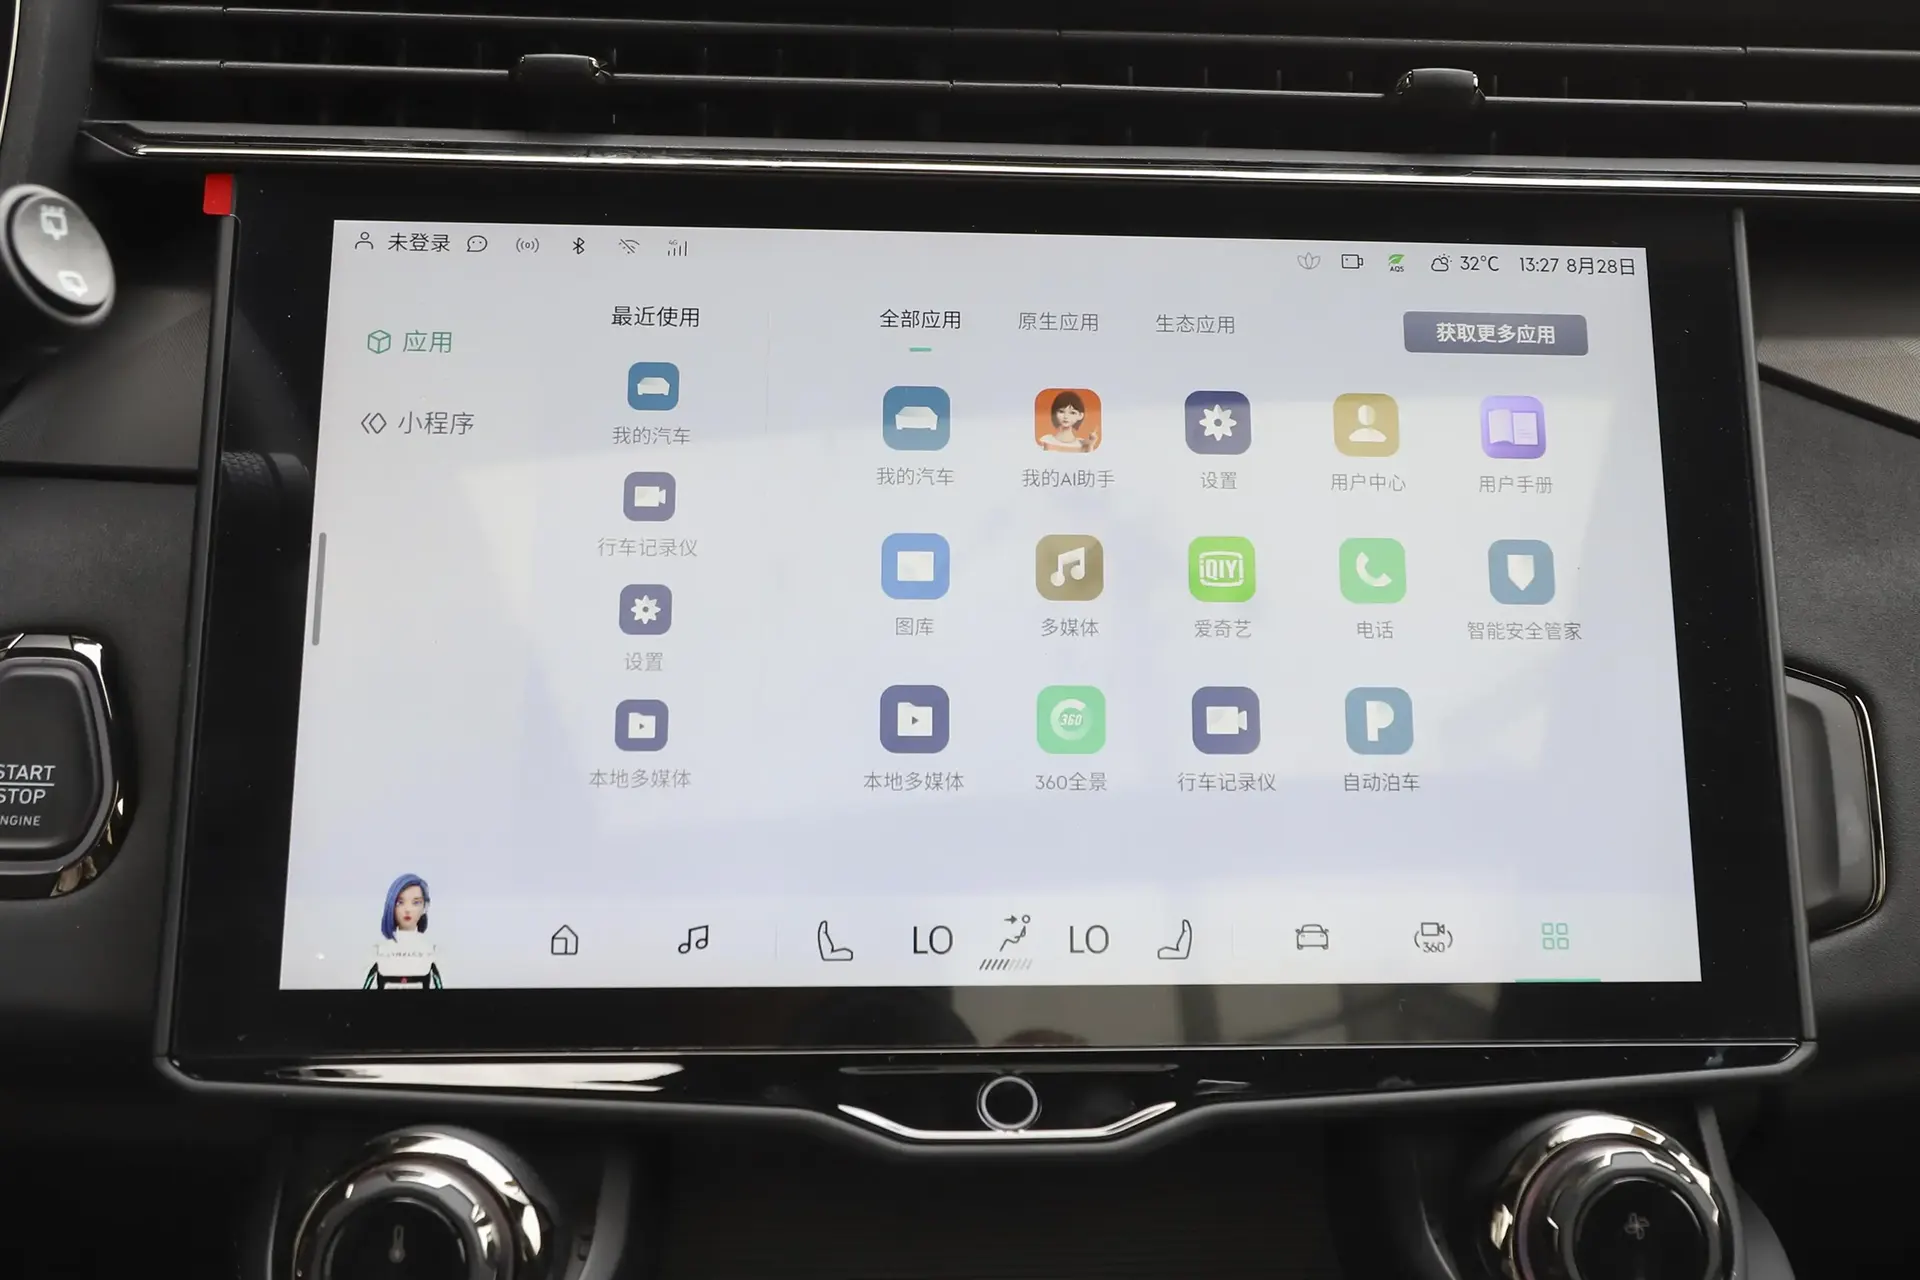 未登录
4G
AQS
32°C
13:27 8月28日
应用
小程序
最近使用
我的汽车
行车记录仪
设置
本地多媒体
全部应用 原生应用 生态应用
获取更多应用
我的汽车 我的AI助手 设置 用户中心 用户手册
iQIYI
图库 多媒体 爱奇艺 电话 智能安全管家
360
P
本地多媒体 360全景 行车记录仪 自动泊车
LO LO
360
START
STOP
ENGINE